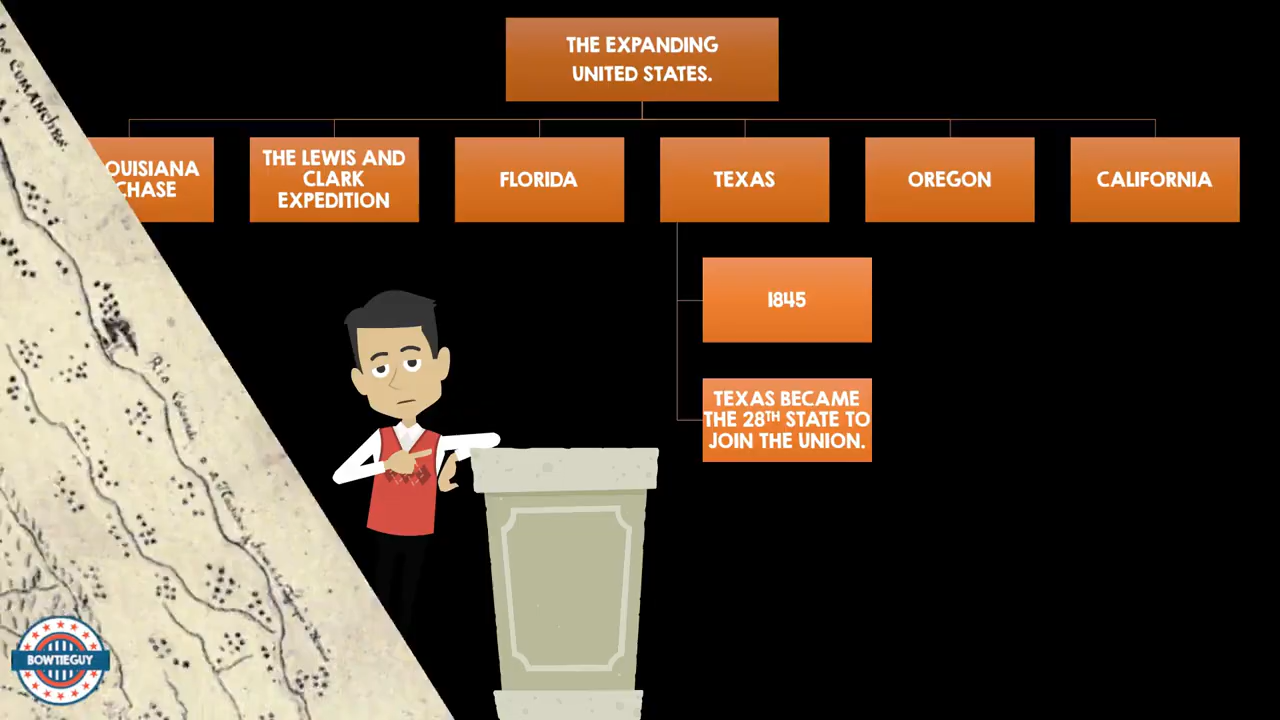 THE EXPANDING
UNITED STATES.
OUISIANA
CHASE
THE LEWIS AND
CLARK
EXPEDITION
FLORIDA
TEXAS
OREGON
CALIFORNIA
1845
TEXAS BECAME
THE 28TH STATE TO
JOIN THE UNION.
BOWTIEGUY